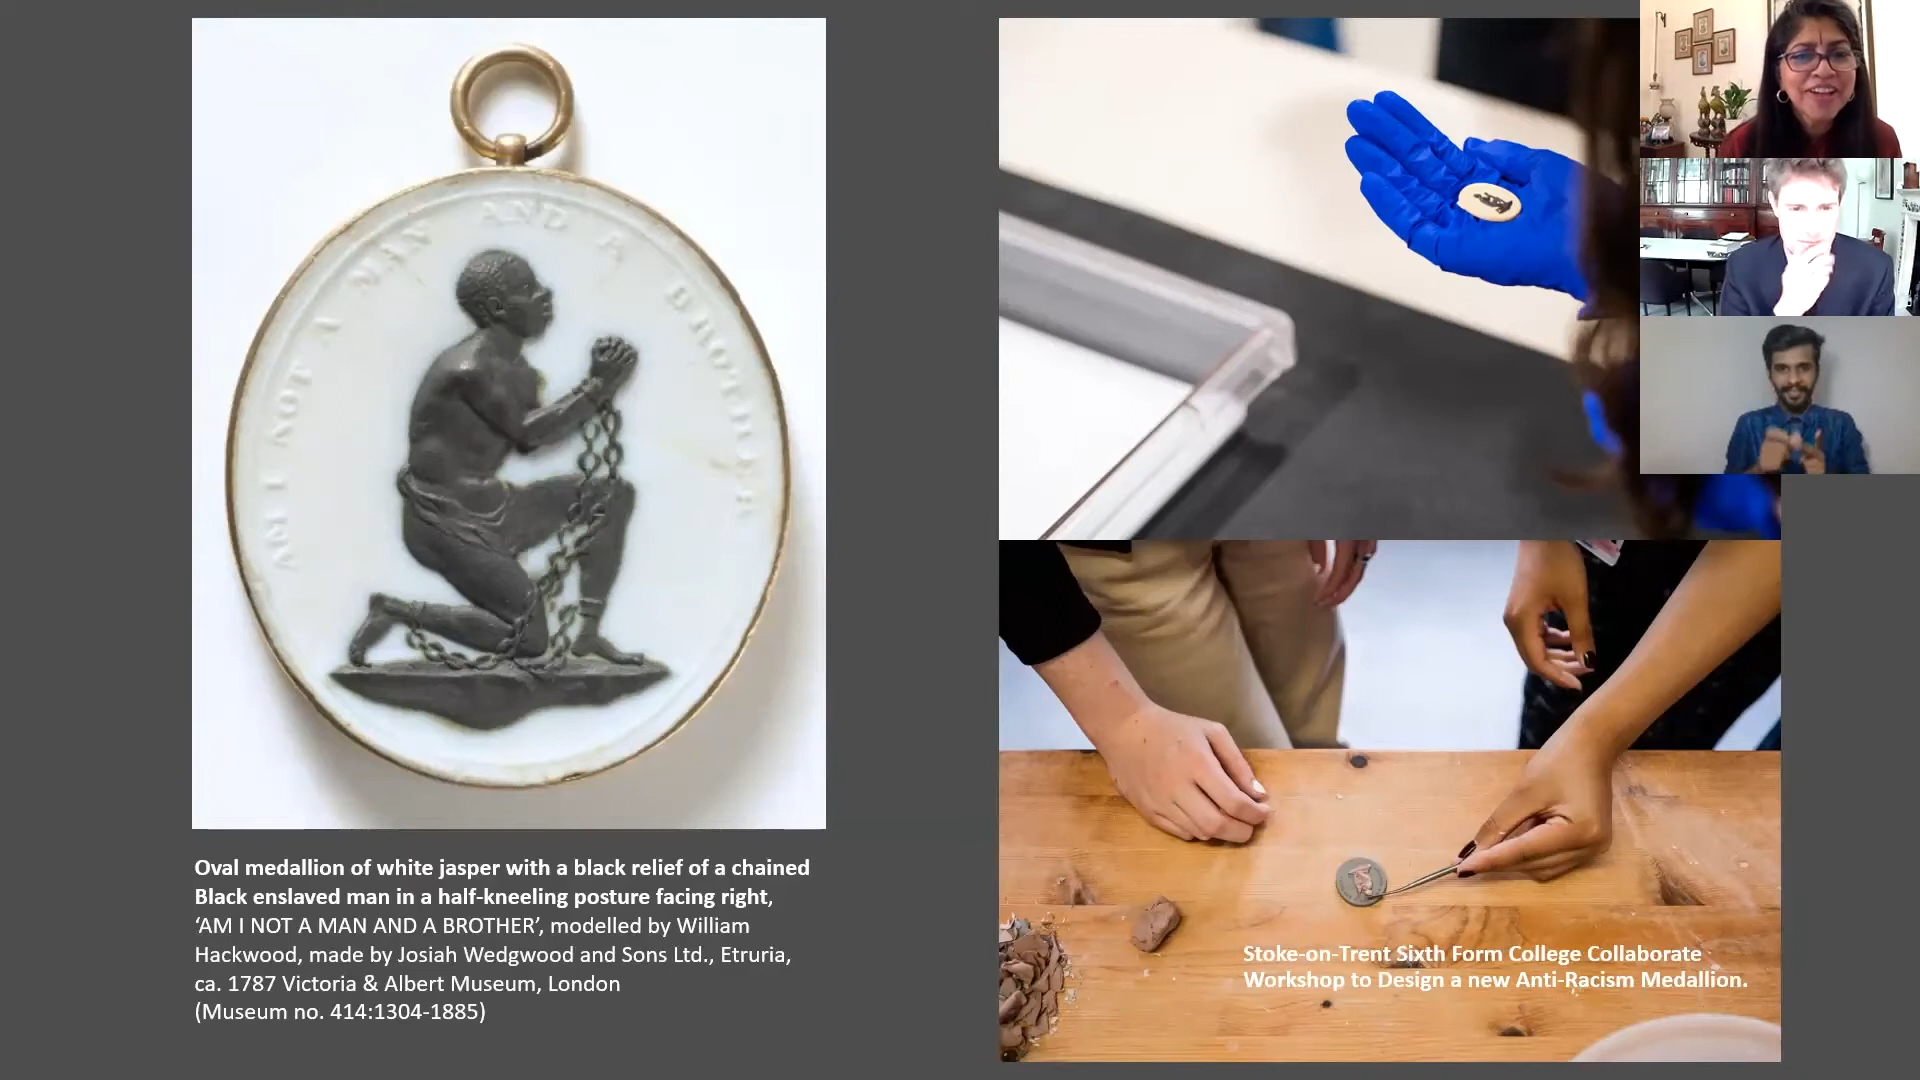 AM I NOT A MAN AND A BROTHER
Oval medallion of white jasper with a black relief of a chained
Black enslaved man in a half-kneeling posture facing right,
‘AM I NOT A MAN AND A BROTHER’, modelled by William
Hackwood, made by Josiah Wedgwood and Sons Ltd., Etruria,
ca. 1787 Victoria & Albert Museum, London
(Museum no. 414:1304-1885)
Stoke-on-Trent Sixth Form College Collaborate
Workshop to Design a new Anti-Racism Medallion.